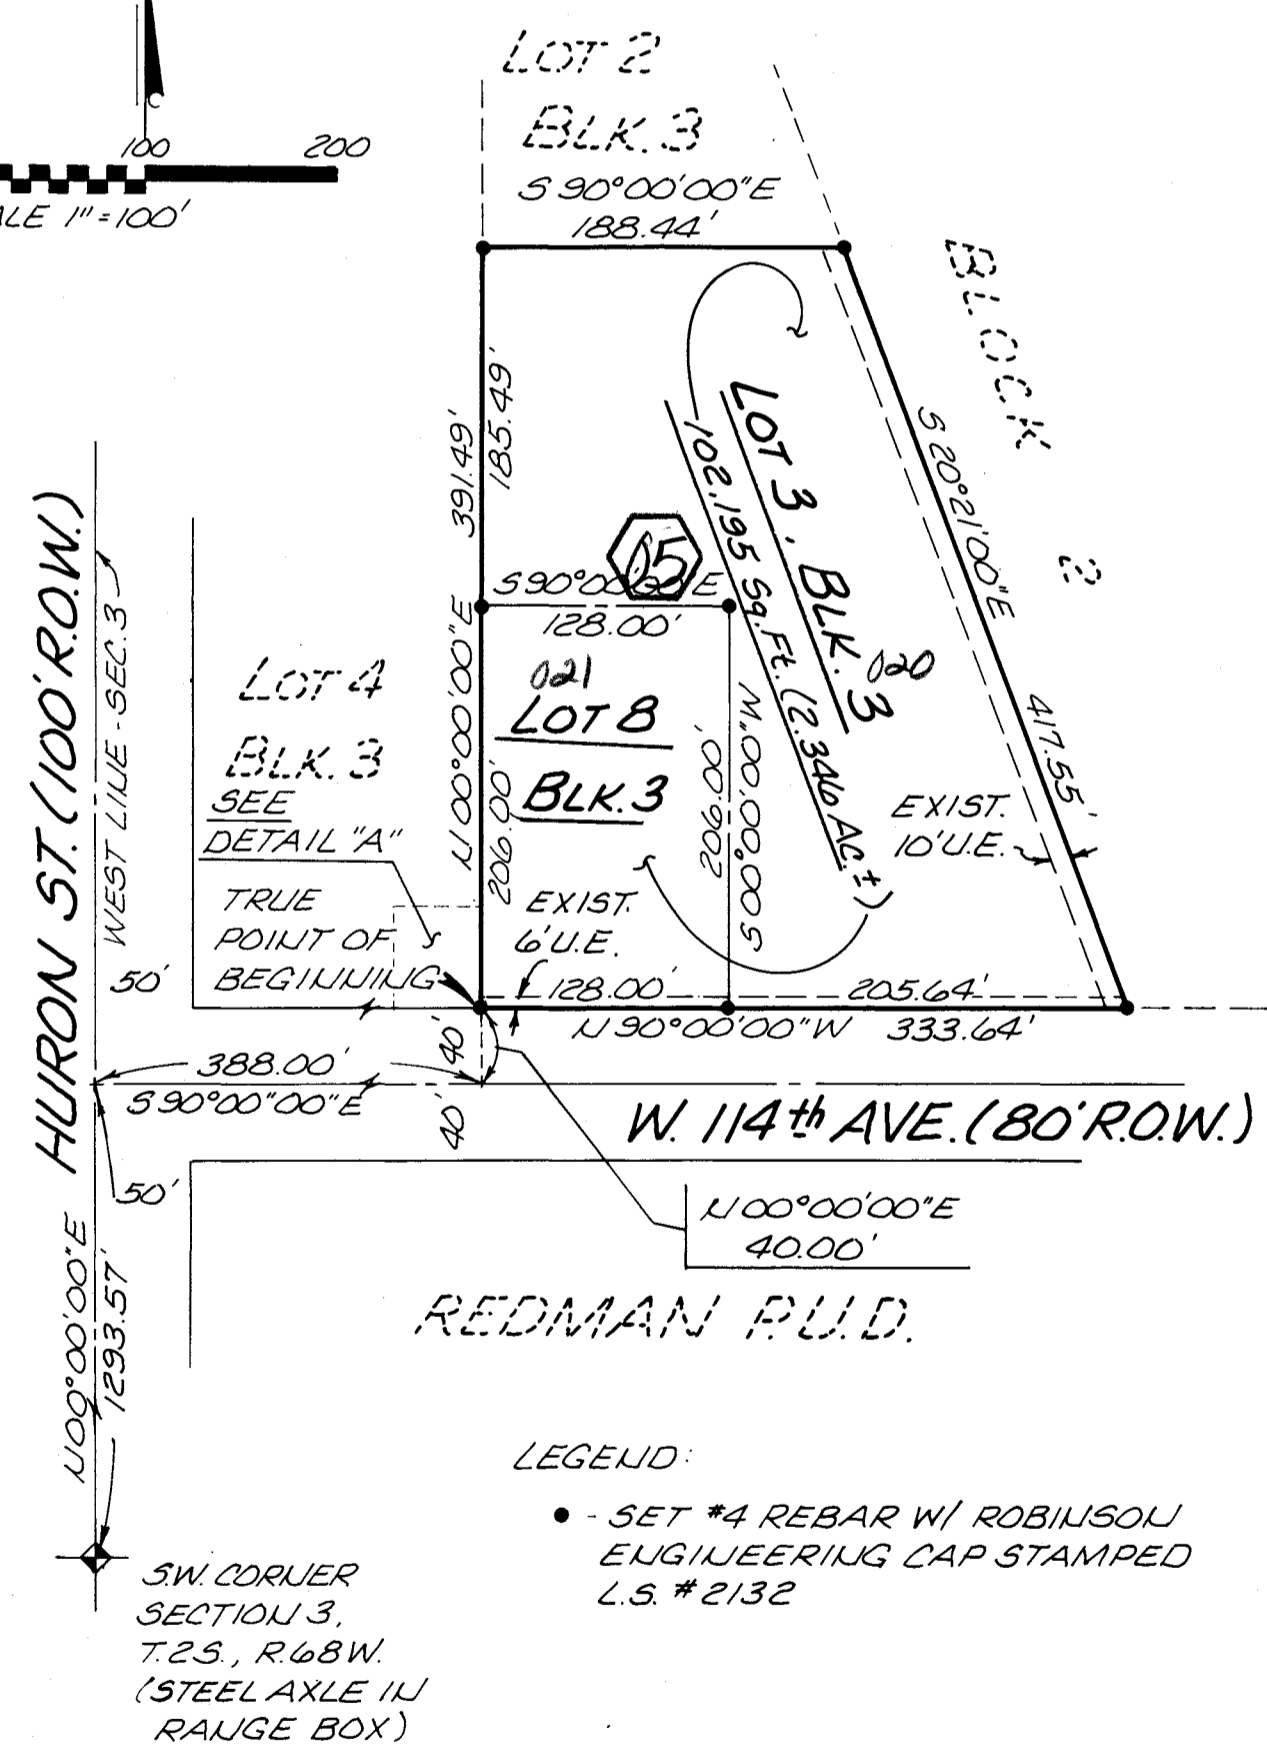 LOT 2
BLK. 3
100 200
ALE 1"=100'
S 90°00'00"E
188.44'
BLOCK 2
S 20°21'00"E
417.55'
391.49'
185.49'
N 00°00'00"E
206.00'
LOT 3, BLK. 3
102,195 Sq. Ft. (2.346 AC.±)
020
15
S 90°00'00"E
128.00'
021
LOT 8
BLK. 3
206.00'
S 00°00'00"W
LOT 4
BLK. 3
SEE
DETAIL "A"
TRUE
POINT OF
BEGINNING
EXIST.
6' U.E.
EXIST.
10' U.E.
HURON ST. (100' R.O.W.)
WEST LINE - SEC. 3
50'
128.00' 205.64'
N 90°00'00"W 333.64'
40'
40'
388.00'
S 90°00"00"E
W. 114th AVE. (80' R.O.W.)
50'
N 00°00'00"E
40.00'
N 00°00'00"E
1293.57'
REDMAN P.U.D.
LEGEND:
● - SET #4 REBAR W/ ROBINSON
ENGINEERING CAP STAMPED
L.S. #2132
S.W. CORNER
SECTION 3,
T.2S., R.68W.
(STEEL AXLE IN
RANGE BOX)